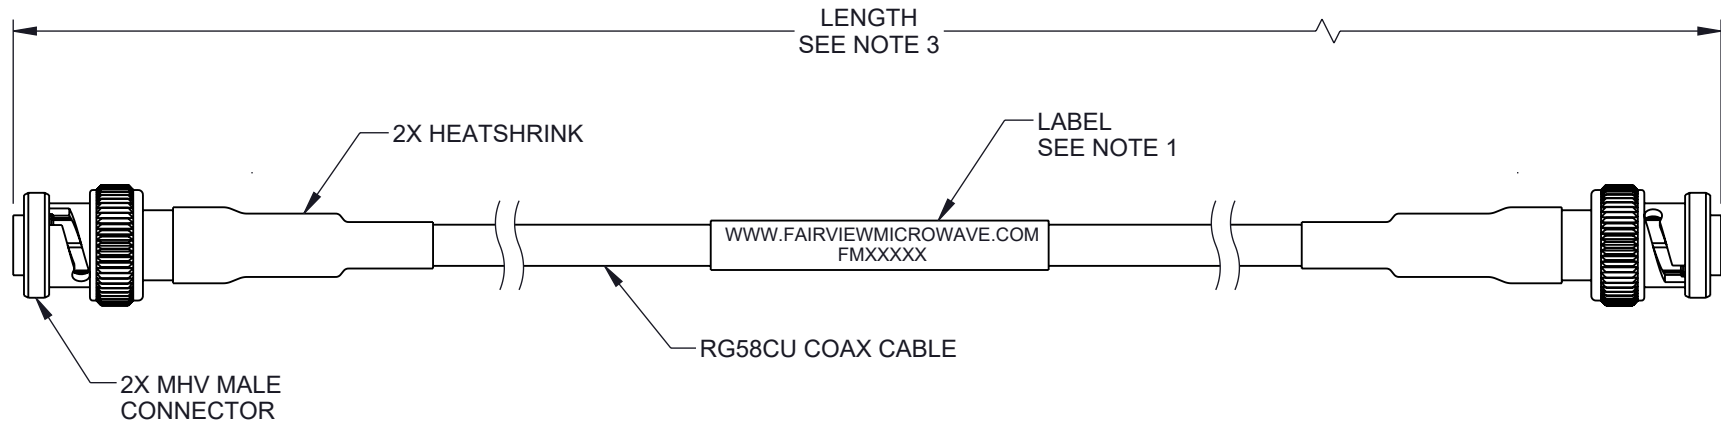 LENGTH
SEE NOTE 3
2X HEATSHRINK
LABEL
SEE NOTE 1
WWW.FAIRVIEWMICROWAVE.COM
FMXXXXX
RG58CU COAX CABLE
2X MHV MALE
CONNECTOR